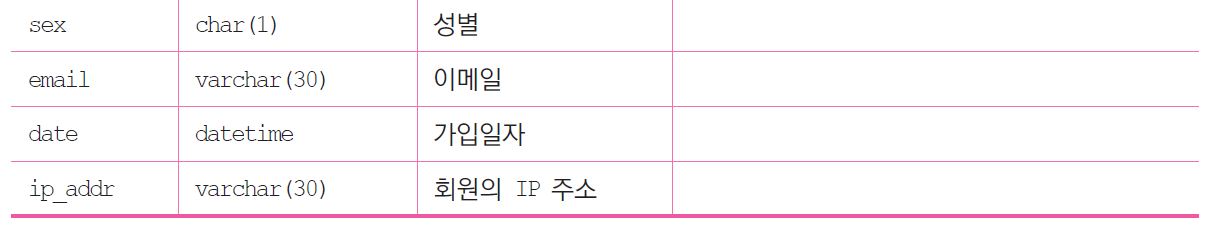 sex char(1) 성별
email varchar(30) 이메일
date datetime 가입일자
ip_addr varchar(30) 회원의 IP 주소